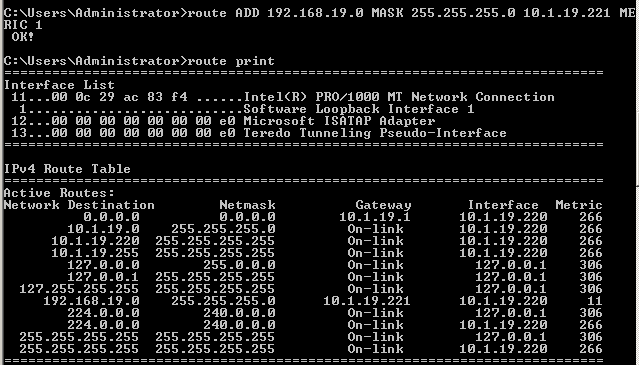 C:\Users\Administrator>route ADD 192.168.19.0 MASK 255.255.255.0 10.1.19.221 ME
RIC 1
 OK!

C:\Users\Administrator>route print
===========================================================================
Interface List
 11...00 0c 29 ac 83 f4 ......Intel(R) PRO/1000 MT Network Connection
  1...........................Software Loopback Interface 1
 12...00 00 00 00 00 00 00 e0 Microsoft ISATAP Adapter
 13...00 00 00 00 00 00 00 e0 Teredo Tunneling Pseudo-Interface
===========================================================================

IPv4 Route Table
===========================================================================
Active Routes:
Network Destination        Netmask          Gateway       Interface  Metric
          0.0.0.0          0.0.0.0        10.1.19.1      10.1.19.220    266
        10.1.19.0    255.255.255.0         On-link       10.1.19.220    266
      10.1.19.220  255.255.255.255         On-link       10.1.19.220    266
      10.1.19.255  255.255.255.255         On-link       10.1.19.220    266
        127.0.0.0        255.0.0.0         On-link         127.0.0.1    306
        127.0.0.1  255.255.255.255         On-link         127.0.0.1    306
  127.255.255.255  255.255.255.255         On-link         127.0.0.1    306
     192.168.19.0    255.255.255.0      10.1.19.221      10.1.19.220     11
        224.0.0.0        240.0.0.0         On-link         127.0.0.1    306
        224.0.0.0        240.0.0.0         On-link       10.1.19.220    266
  255.255.255.255  255.255.255.255         On-link         127.0.0.1    306
  255.255.255.255  255.255.255.255         On-link       10.1.19.220    266
===========================================================================